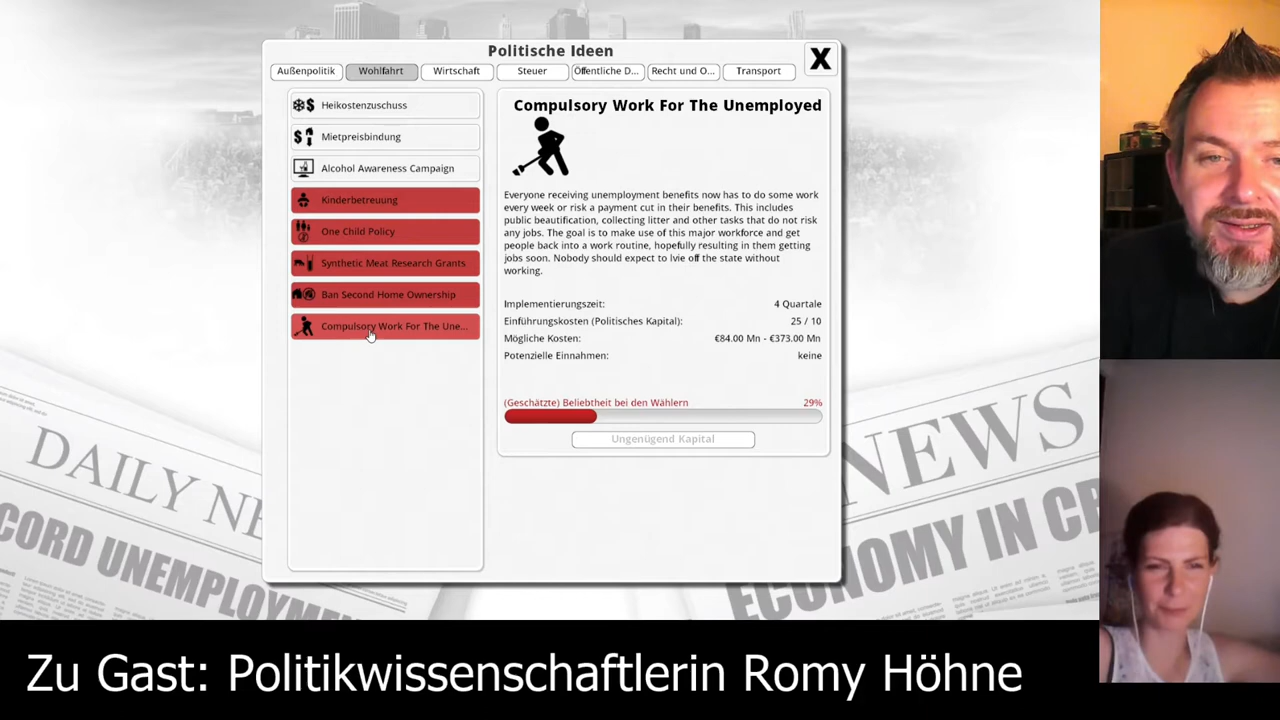 Politische Ideen
X
Außenpolitik
Wohlfahrt
Wirtschaft
Steuer
Öffentliche D...
Recht und O...
Transport
Heikostenzuschuss
Mietpreisbindung
Alcohol Awareness Campaign
Kinderbetreuung
One Child Policy
Synthetic Meat Research Grants
Ban Second Home Ownership
Compulsory Work For The Une...
Compulsory Work For The Unemployed
Everyone receiving unemployment benefits now has to do some work
every week or risk a payment cut in their benefits. This includes
public beautification, collecting litter and other tasks that do not risk
any jobs. The goal is to make use of this major workforce and get
people back into a work routine, hopefully resulting in them getting
jobs soon. Nobody should expect to lvie off the state without
working.
Implementierungszeit: 4 Quartale
Einführungskosten (Politisches Kapital): 25 / 10
Mögliche Kosten: €84.00 Mn - €373.00 Mn
Potenzielle Einnahmen: keine
(Geschätzte) Beliebtheit bei den Wählern 29%
Ungenügend Kapital
DAILY NE
CORD UNEMPLOYME
NEWS
ECONOMY IN CR
Zu Gast: Politikwissenschaftlerin Romy Höhne